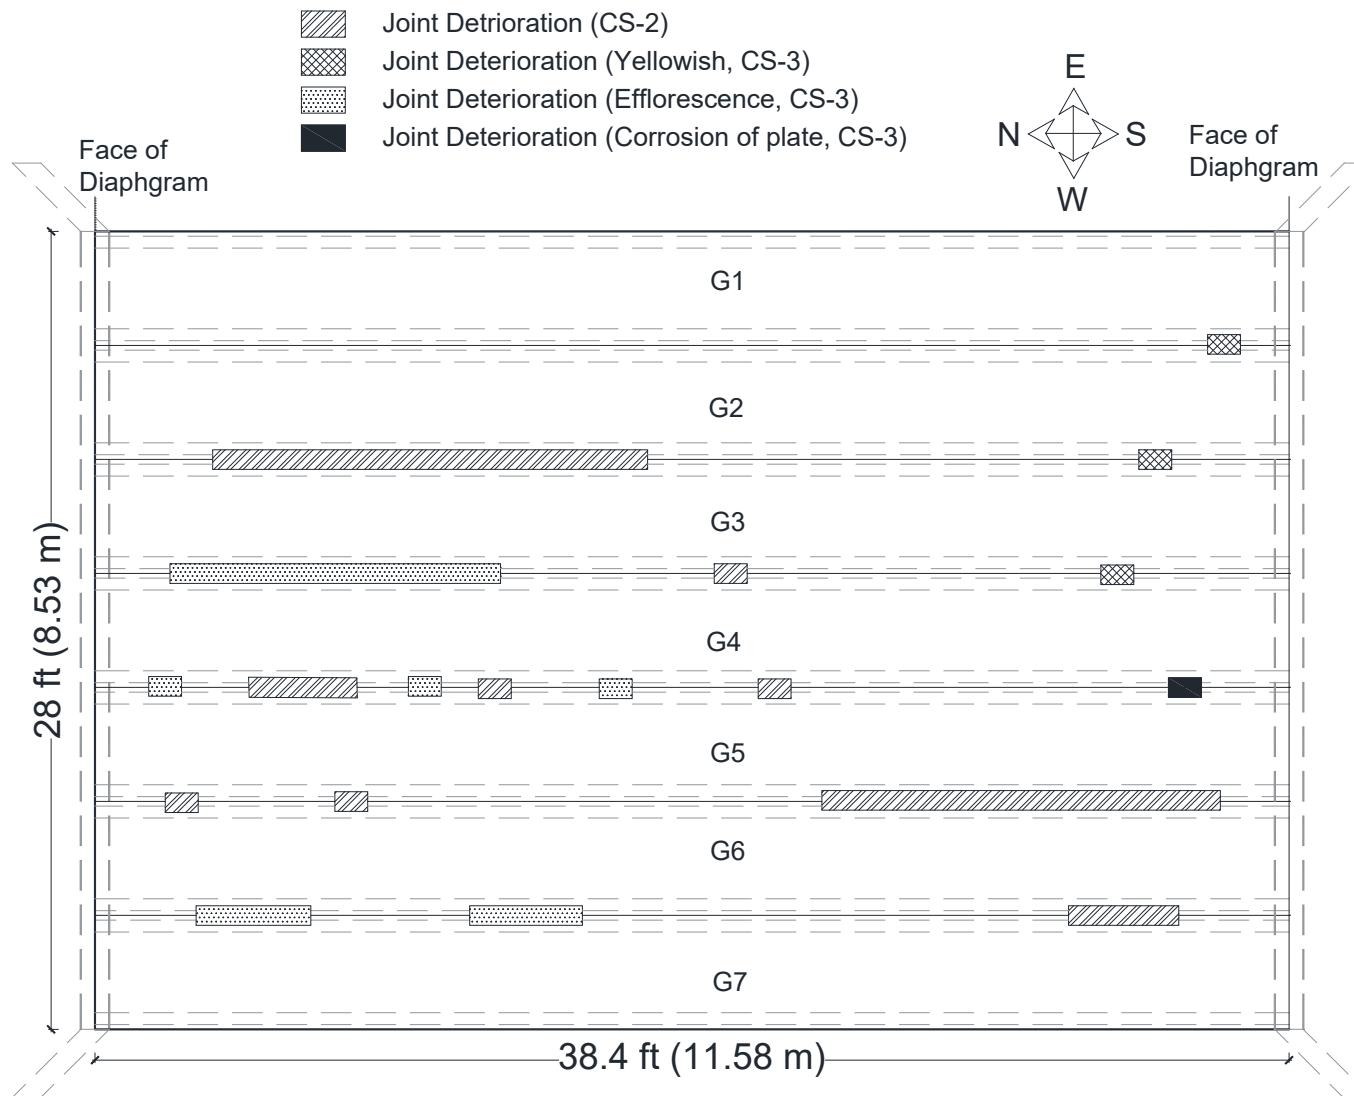 Joint Detrioration (CS-2)
Joint Deterioration (Yellowish, CS-3)
Joint Deterioration (Efflorescence, CS-3)
Joint Deterioration (Corrosion of plate, CS-3)
E
N
S
W
Face of
Diaphgram
Face of
Diaphgram
G1
G2
G3
G4
G5
G6
G7
28 ft (8.53 m)
38.4 ft (11.58 m)